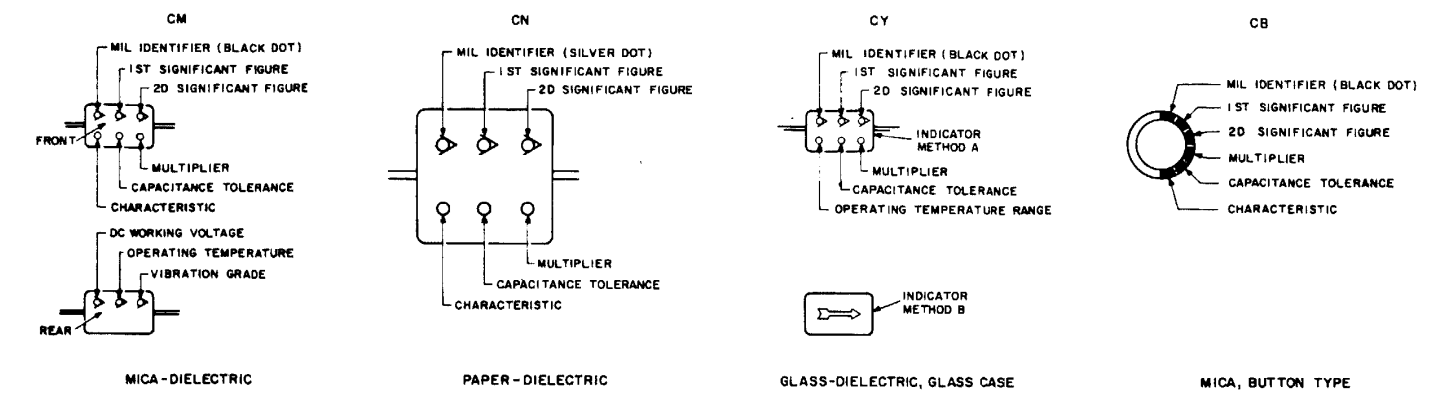 CM
MIL IDENTIFIER (BLACK DOT)
1ST SIGNIFICANT FIGURE
2D SIGNIFICANT FIGURE
FRONT
MULTIPLIER
CAPACITANCE TOLERANCE
CHARACTERISTIC
DC WORKING VOLTAGE
OPERATING TEMPERATURE
VIBRATION GRADE
REAR
MICA-DIELECTRIC
CN
MIL IDENTIFIER (SILVER DOT)
1ST SIGNIFICANT FIGURE
2D SIGNIFICANT FIGURE
MULTIPLIER
CAPACITANCE TOLERANCE
CHARACTERISTIC
PAPER-DIELECTRIC
CY
MIL IDENTIFIER (BLACK DOT)
1ST SIGNIFICANT FIGURE
2D SIGNIFICANT FIGURE
INDICATOR
METHOD A
MULTIPLIER
CAPACITANCE TOLERANCE
OPERATING TEMPERATURE RANGE
INDICATOR
METHOD B
GLASS-DIELECTRIC, GLASS CASE
CB
MIL IDENTIFIER (BLACK DOT)
1ST SIGNIFICANT FIGURE
2D SIGNIFICANT FIGURE
MULTIPLIER
CAPACITANCE TOLERANCE
CHARACTERISTIC
MICA, BUTTON TYPE